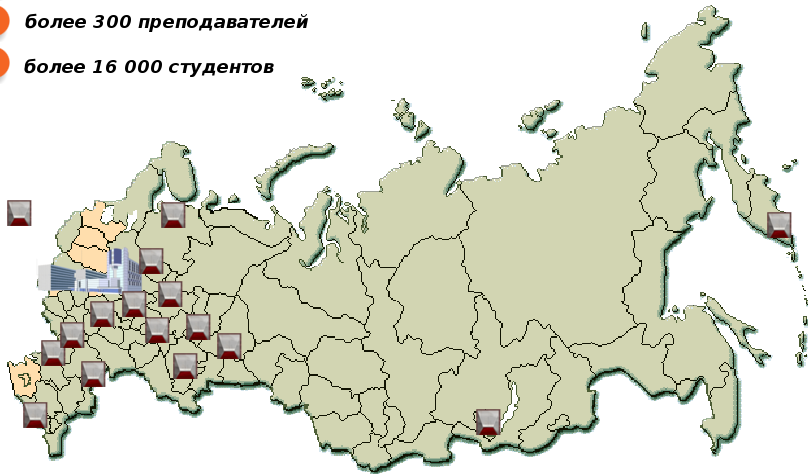 более 300 преподавателей
более 16 000 студентов